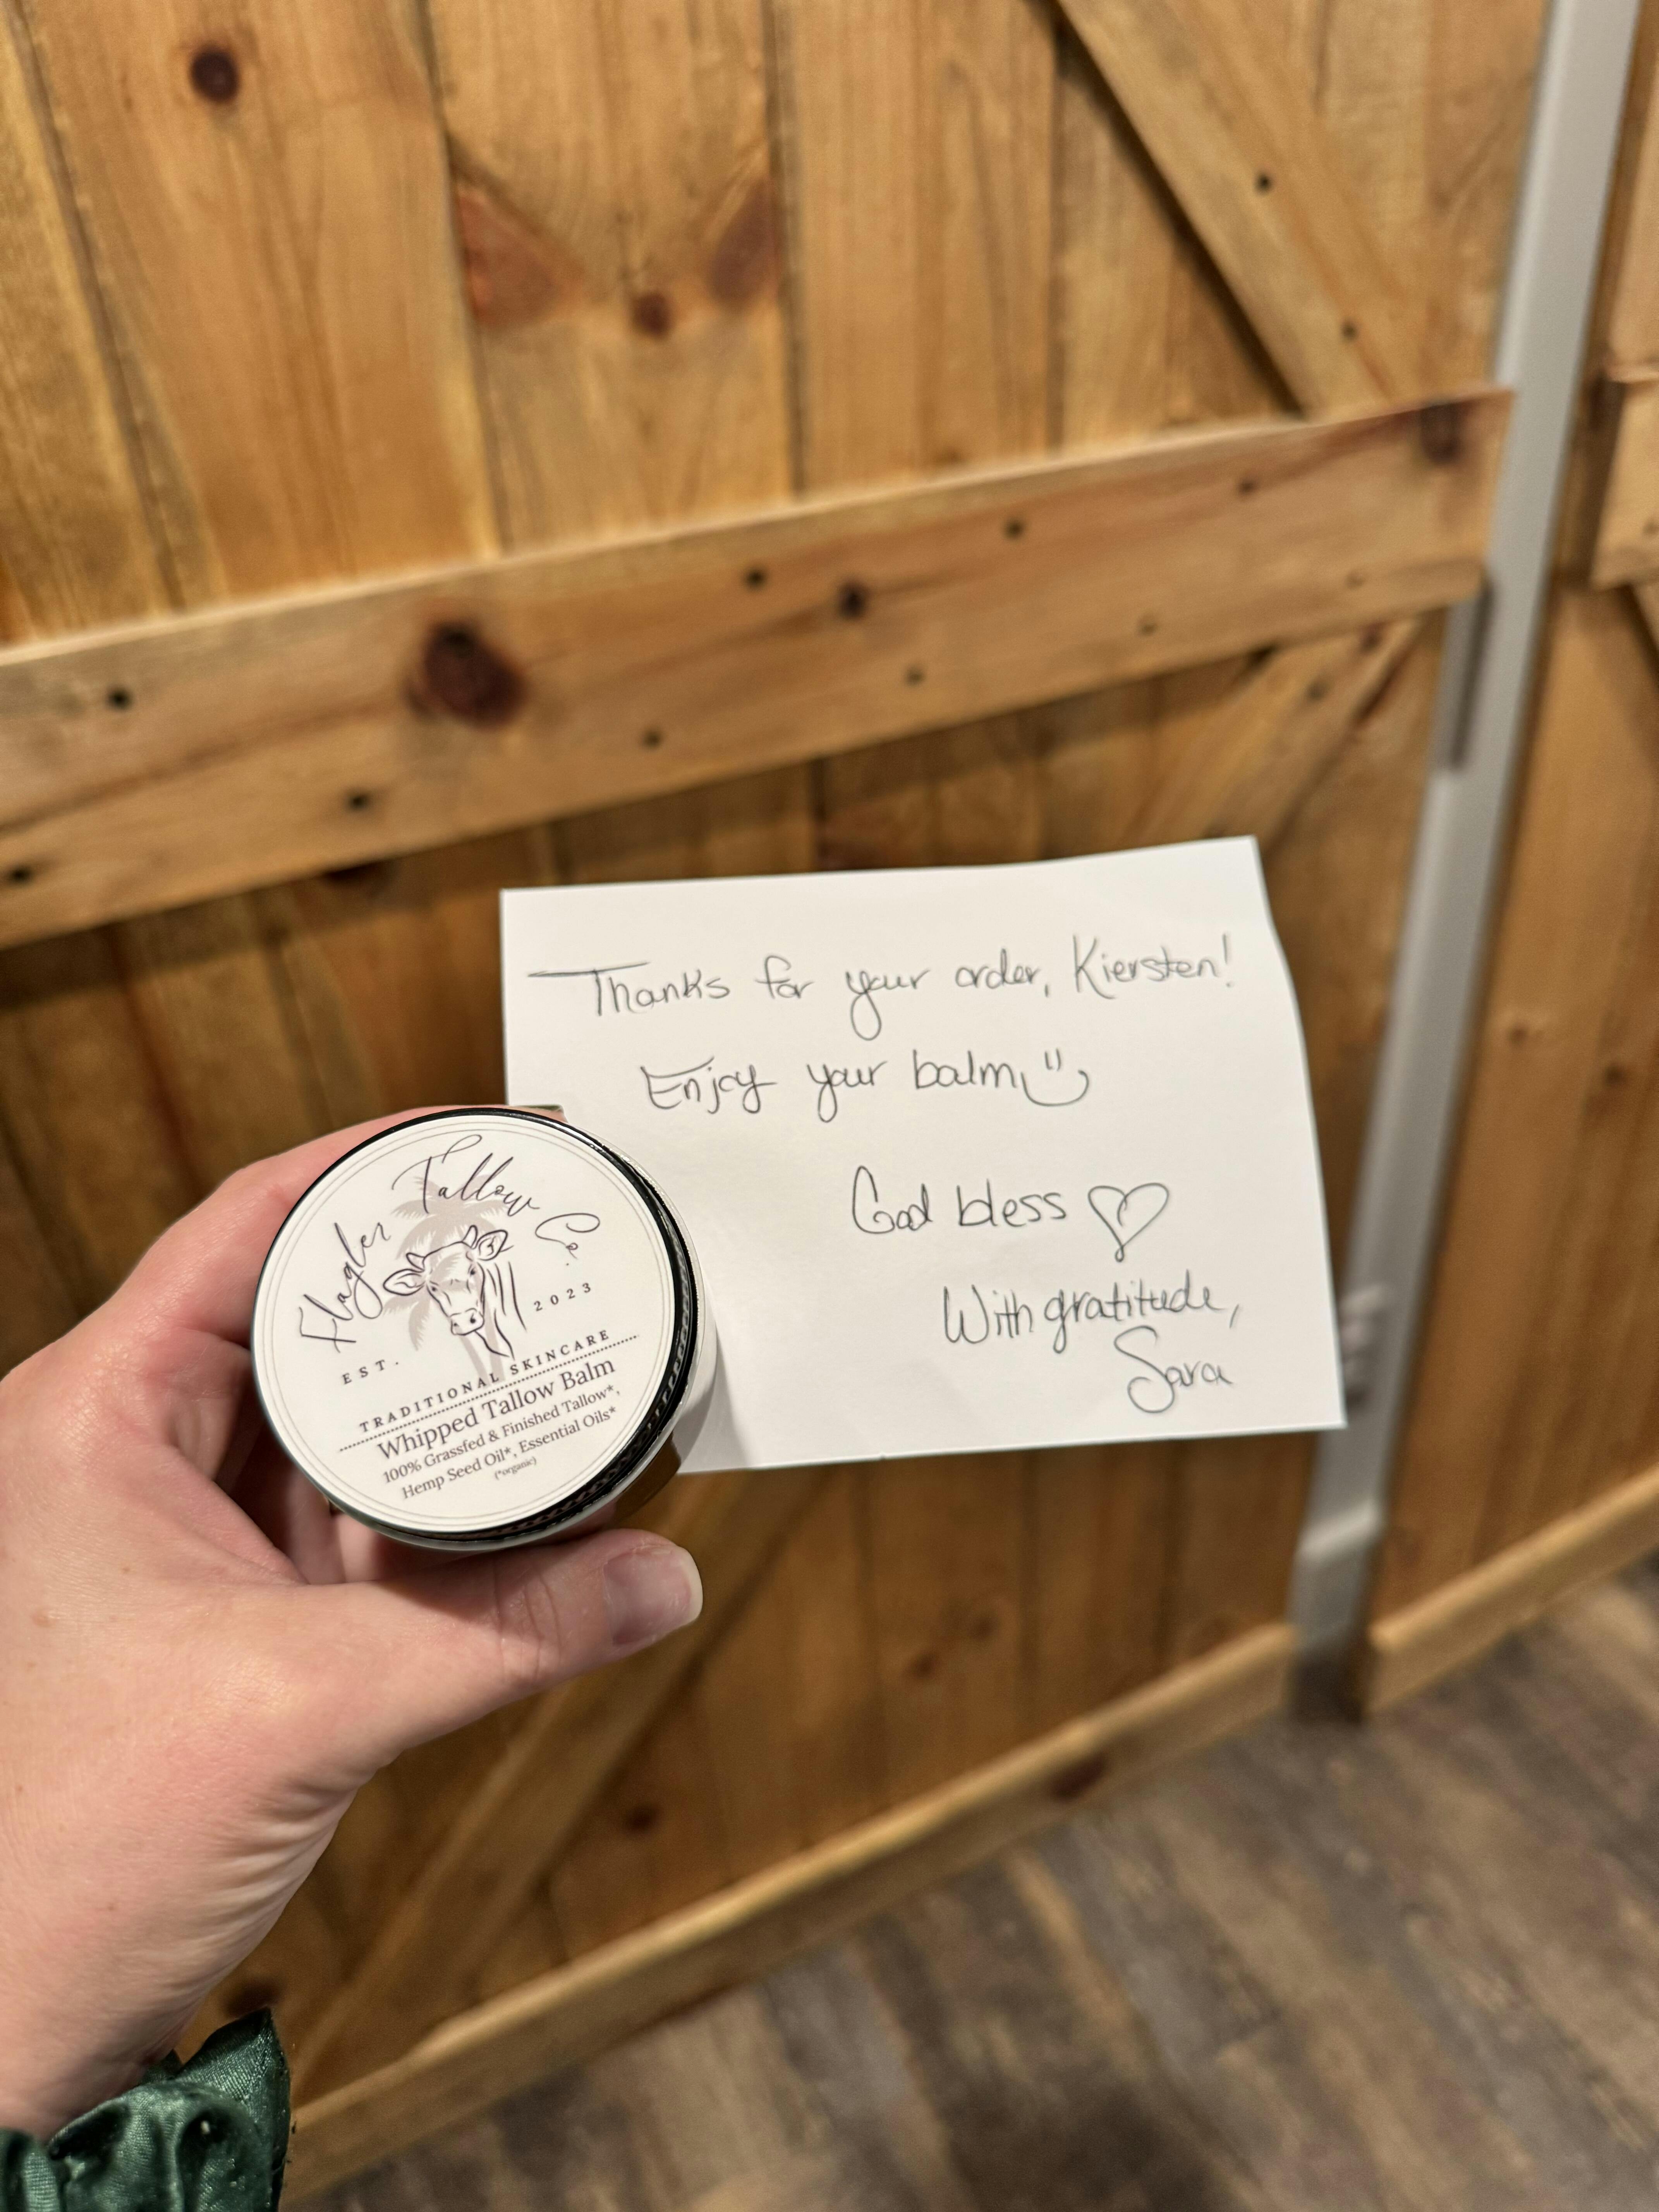 Thanks for your order, Kiersten!
Enjoy your balm
God bless
With gratitude,
Sara
Flagler Tallow Co.
EST. 2023
TRADITIONAL SKINCARE
Whipped Tallow Balm
100% Grassfed & Finished Tallow*,
Hemp Seed Oil*, Essential Oils*
(*organic)